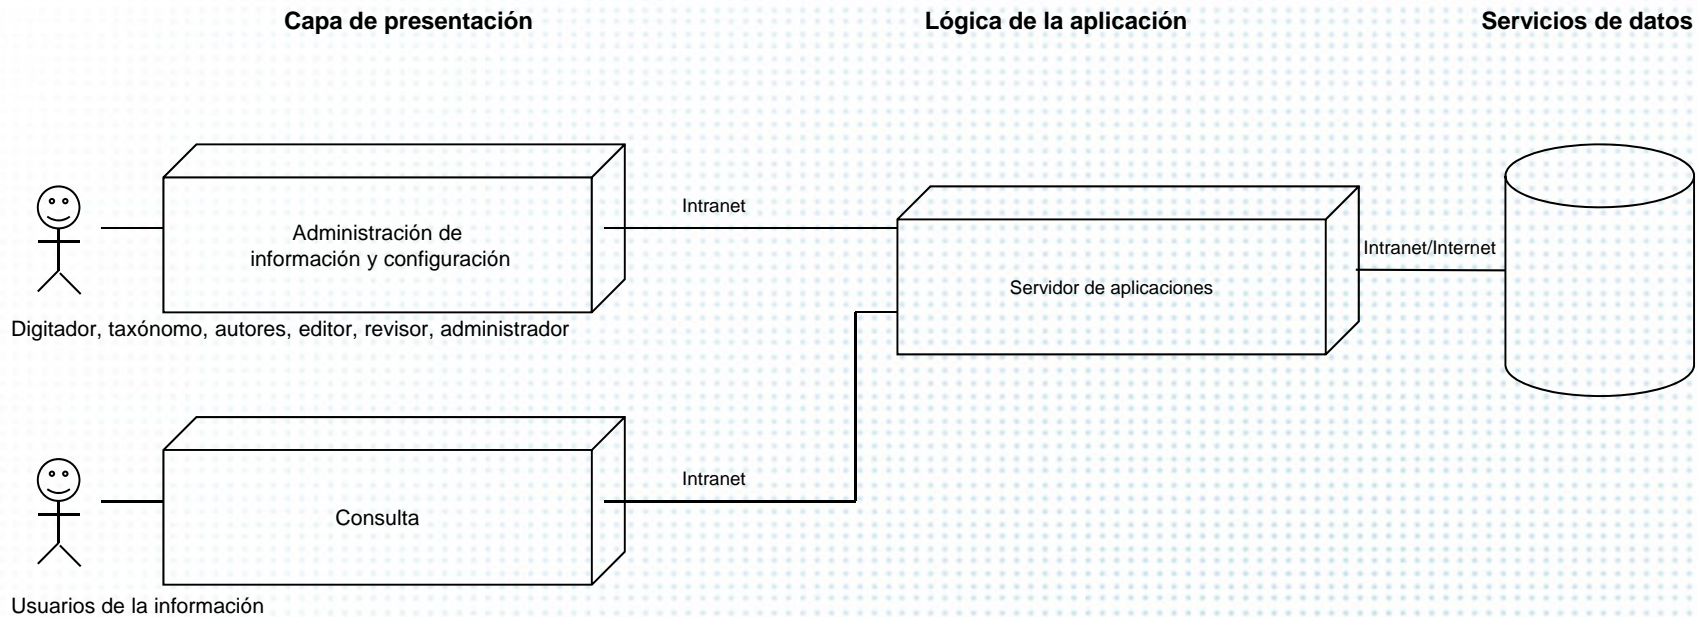 Capa de presentación
Lógica de la aplicación
Servicios de datos
Intranet
Administración de
información y configuración
Intranet/Internet
Servidor de aplicaciones
Digitador, taxónomo, autores, editor, revisor, administrador
Intranet
Consulta
Usuarios de la información